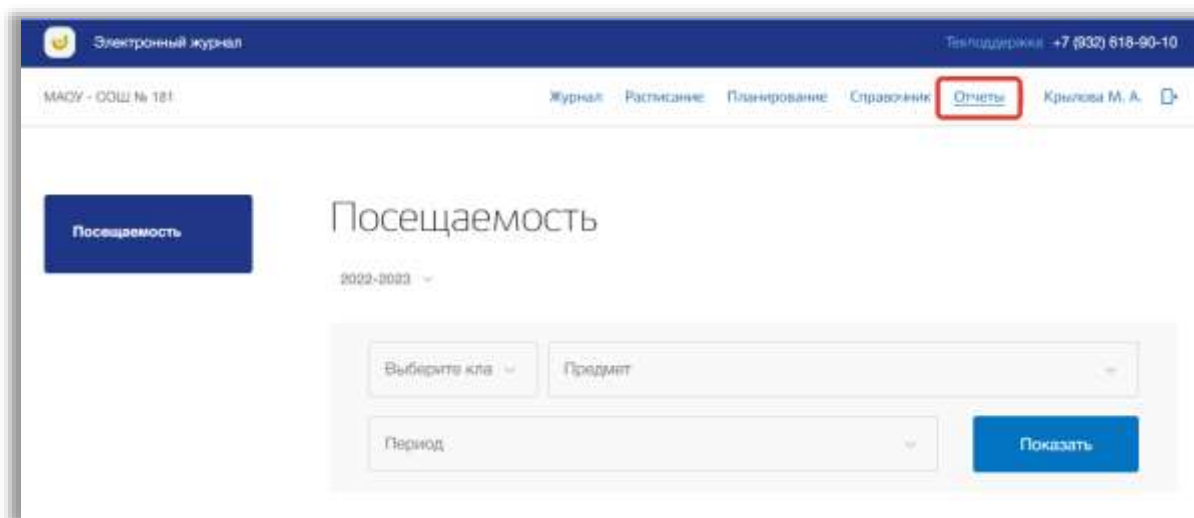 Электронный журнал
Техподдержка +7 (932) 618-90-10
МАОУ - СОШ № 181
Журнал Расписание Планирование Справочник Отчеты Крылова М. А.
Посещаемость
Посещаемость
2022-2023
Выберите кла
Предмет
Период
Показать